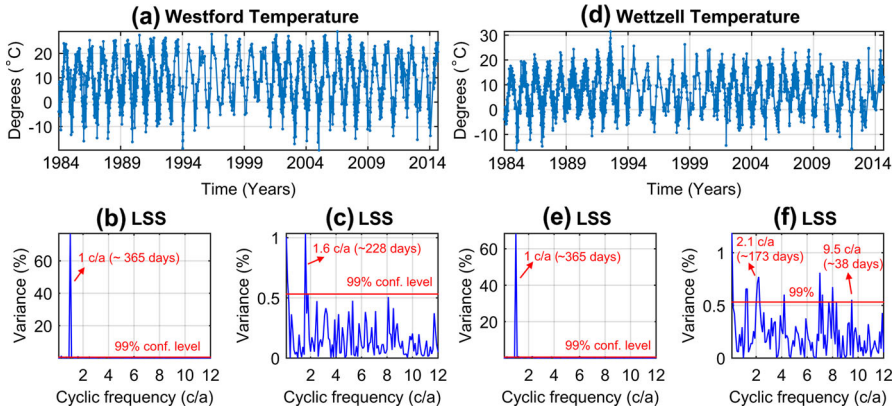 (a) Westford Temperature
Degrees (°C)
20
10
0
-10
1984 1989 1994 1999 2004 2009 2014
Time (Years)
(d) Wettzell Temperature
Degrees (°C)
30
20
10
0
-10
1984 1989 1994 1999 2004 2009 2014
Time (Years)
(b) LSS
Variance (%)
60
40
20
1 c/a (~ 365 days)
99% conf. level
2 4 6 8 10 12
Cyclic frequency (c/a)
(c) LSS
Variance (%)
1
0.5
0
1.6 c/a (~228 days)
99% conf. level
2 4 6 8 10 12
Cyclic frequency (c/a)
(e) LSS
Variance (%)
60
40
20
1 c/a (~365 days)
99% conf. level
2 4 6 8 10 12
Cyclic frequency (c/a)
(f) LSS
Variance (%)
1
0.5
0
2.1 c/a
(~173 days)
9.5 c/a
(~38 days)
99%
2 4 6 8 10 12
Cyclic frequency (c/a)